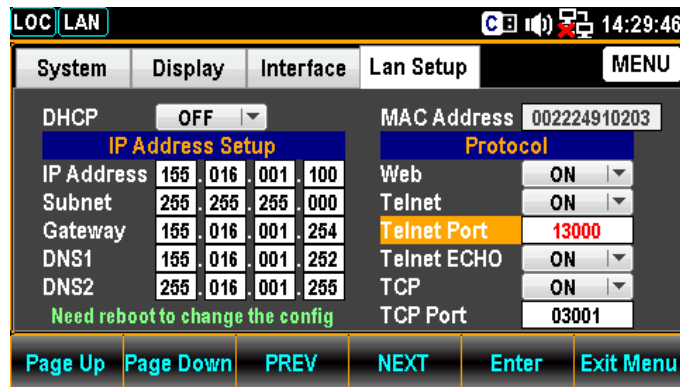 LOC LAN C 14:29:46
System Display Interface Lan Setup MENU
DHCP OFF
IP Address Setup
IP Address 155 . 016 . 001 . 100
Subnet 255 . 255 . 255 . 000
Gateway 155 . 016 . 001 . 254
DNS1 155 . 016 . 001 . 252
DNS2 255 . 016 . 001 . 255
Need reboot to change the config
MAC Address 002224910203
Protocol
Web ON
Telnet ON
Telnet Port 13000
Telnet ECHO ON
TCP ON
TCP Port 03001
Page Up Page Down PREV NEXT Enter Exit Menu